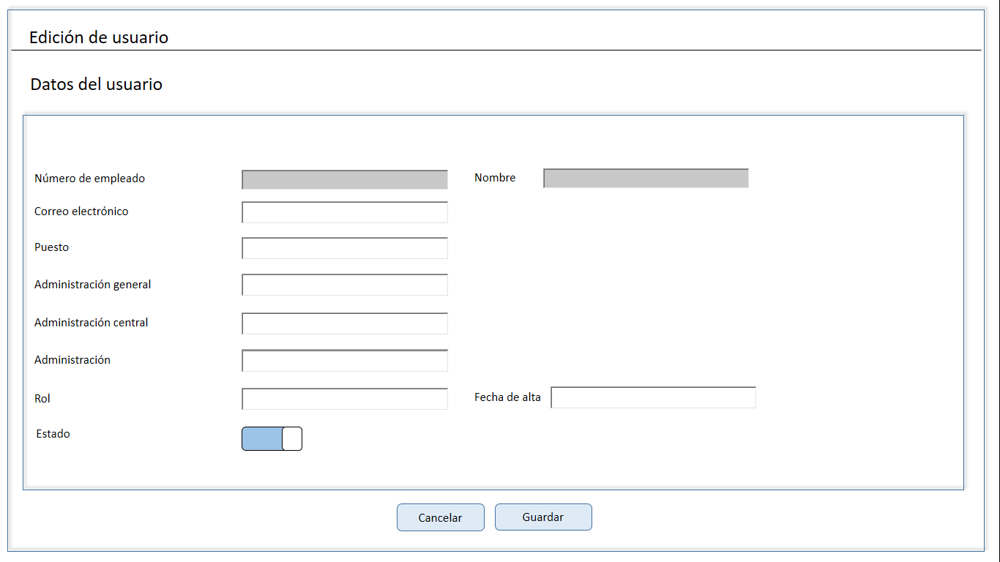 Edición de usuario
Datos del usuario
Número de empleado
Nombre
Correo electrónico
Puesto
Administración general
Administración central
Administración
Rol
Fecha de alta
Estado
Cancelar
Guardar